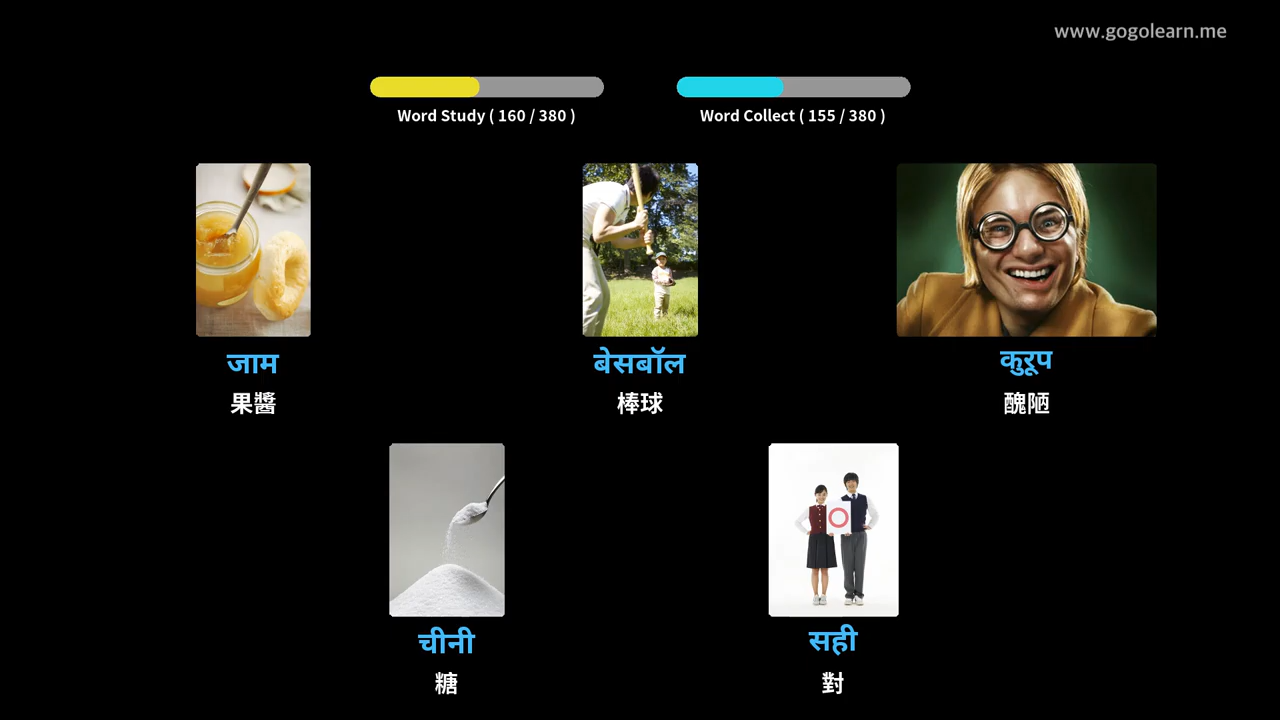 www.gogolearn.me
Word Study ( 160 / 380 )
Word Collect ( 155 / 380 )
जाम
果醬
बेसबॉल
棒球
कुरूप
醜陋
चीनी
糖
सही
對